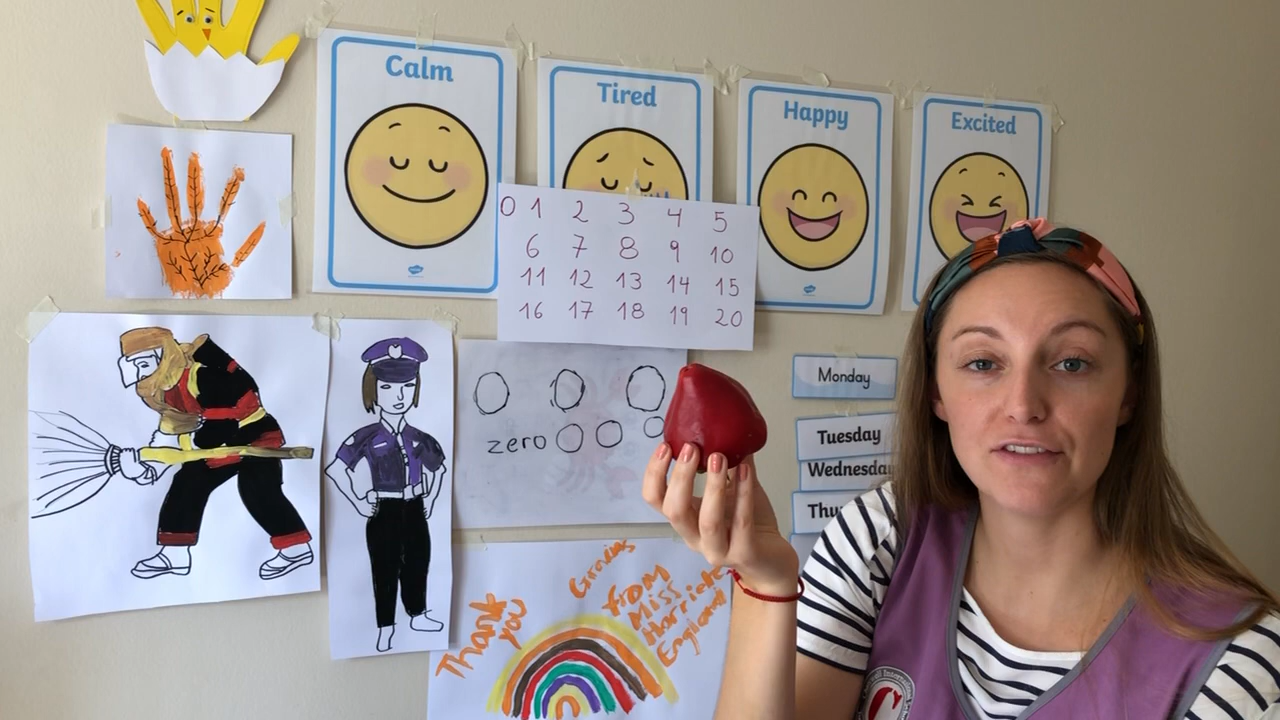 Calm
Tired
Happy
Excited
0 1 2 3 4 5
6 7 8 9 10
11 12 13 14 15
16 17 18 19 20
Monday
Tuesday
Wednesday
zero
Thank
you
Gracias
From
Miss
Harriet
England